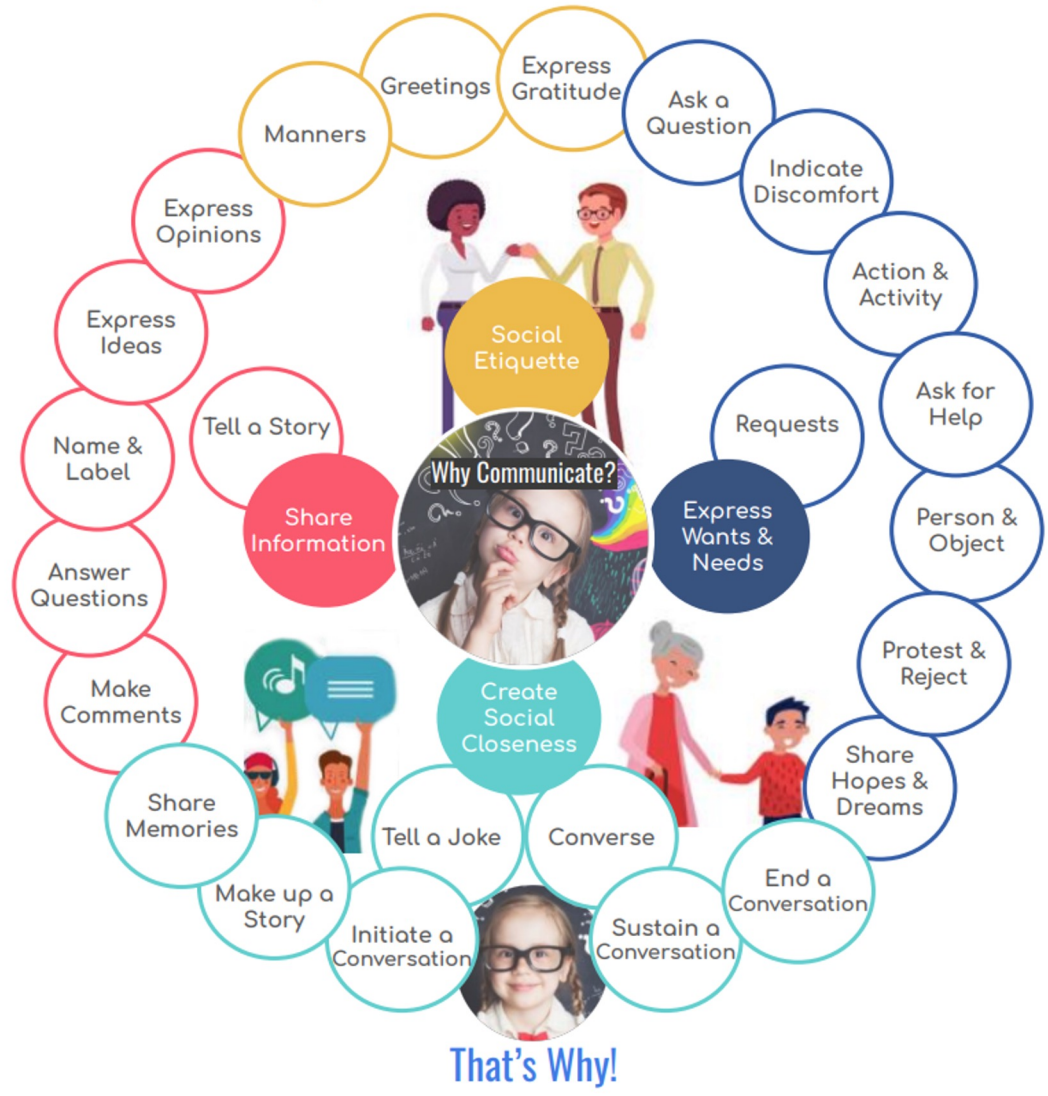 Express
Gratitude
Greetings
Ask a
Question
Manners
Indicate
Discomfort
Express
Opinions
Action &
Activity
Express
Ideas
Social
Etiquette
Ask for
Help
Tell a Story
Requests
Name &
Label
Why Communicate?
Share
Information
Express
Wants &
Needs
Person &
Object
Answer
Questions
Protest &
Reject
Make
Comments
Create
Social
Closeness
Share
Hopes &
Dreams
Share
Memories
Tell a Joke
Converse
Make up a
Story
End a
Conversation
Initiate a
Conversation
Sustain a
Conversation
That's Why!